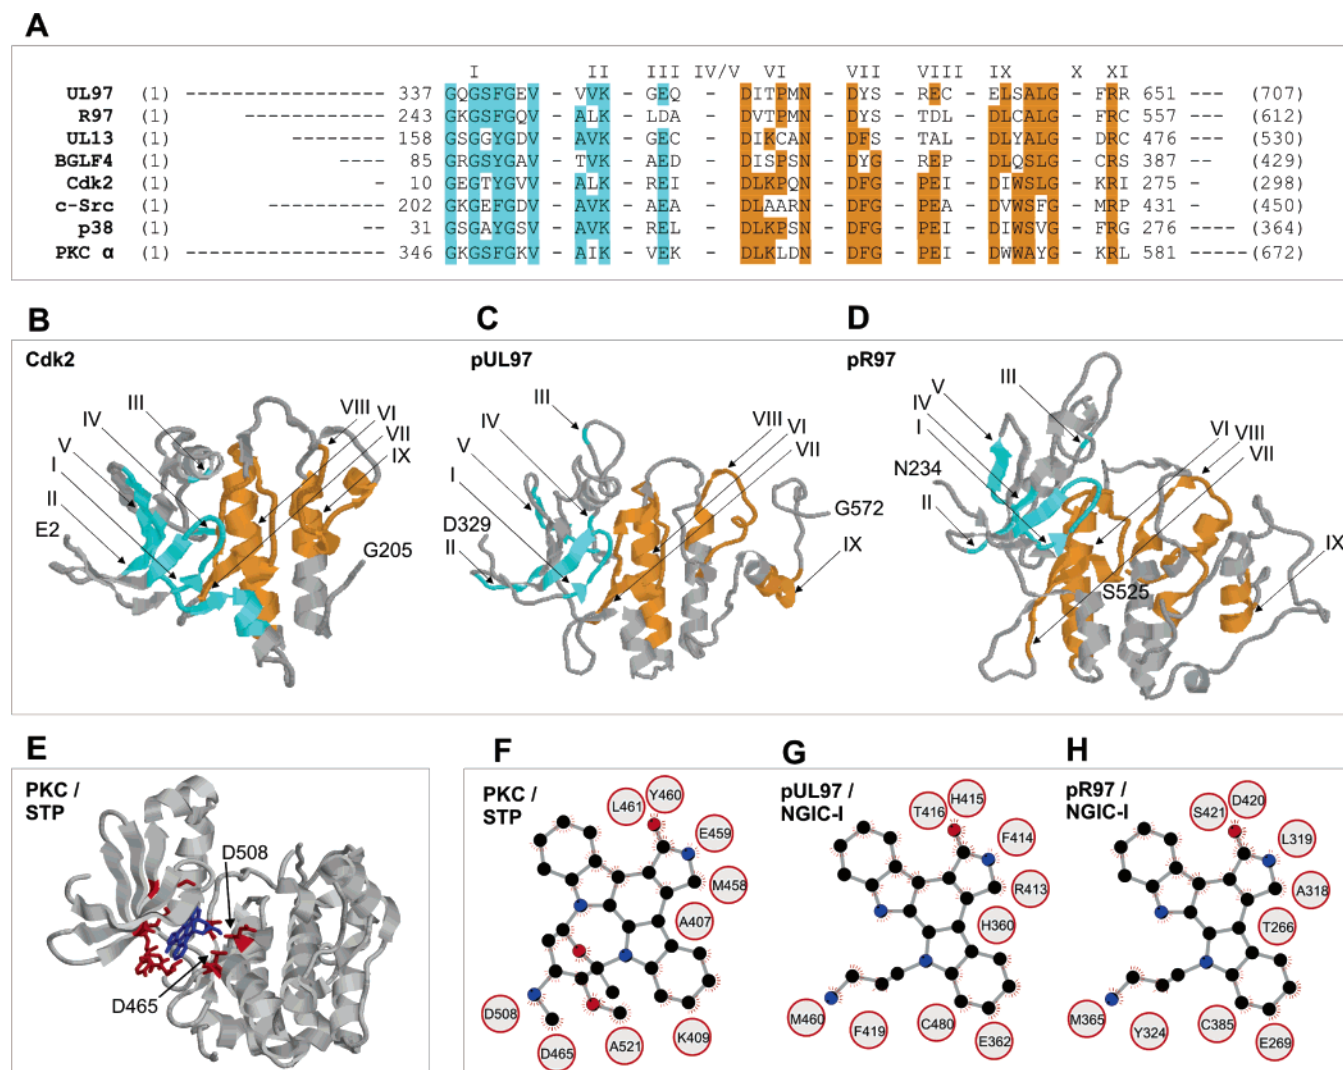 A
I II III IV/V VI VII VIII IX X XI
UL97 (1) ---------------- 337 GQGSFGEV - VVK - GEQ - DITPMN - DYS - REC - ELSALG - FRR 651 --- (707)
R97 (1) ----------- 243 GKGSFGQV - ALK - LDA - DVTPMN - DYS - TDL - DLCALG - FRC 557 --- (612)
UL13 (1) ------- 158 GSGGYGDV - AVK - GEC - DIKCAN - DFS - TAL - DLYALG - DRC 476 --- (530)
BGLF4 (1) ---- 85 GRGSYGAV - TVK - AED - DISPSN - DYG - REP - DLQSLG - CRS 387 -- (429)
Cdk2 (1) - 10 GEGTYGVV - ALK - REI - DLKPQN - DFG - PEI - DIWSLG - KRI 275 --- (298)
c-Src (1) --------- 202 GKGEFGDV - AVK - AEA - DLAARN - DFG - PEA - DVWSFG - MRP 431 - (450)
p38 (1) -- 31 GSGAYGSV - AVK - REL - DLKPSN - DFG - PEI - DIWSVG - FRG 276 ---- (364)
PKC α (1) ---------------- 346 GKGSFGKV - AIK - VEK - DLKLDN - DFG - PEI - DWWAYG - KRL 581 ----- (672)
B
Cdk2
III
IV
V
I
II
E2
VIII
VI
VII
IX
G205
C
pUL97
III
IV
V
I
D329
II
VIII
VI
VII
G572
IX
D
pR97
III
V
IV
I
N234
II
VI
VIII
VII
S525
IX
E
PKC /
STP
D508
D465
F
PKC /
STP
Y460
L461
E459
M458
A407
K409
A521
D465
D508
G
pUL97 /
NGIC-I
H415
T416
F414
R413
H360
E362
C480
F419
M460
H
pR97 /
NGIC-I
D420
S421
L319
A318
T266
E269
C385
Y324
M365